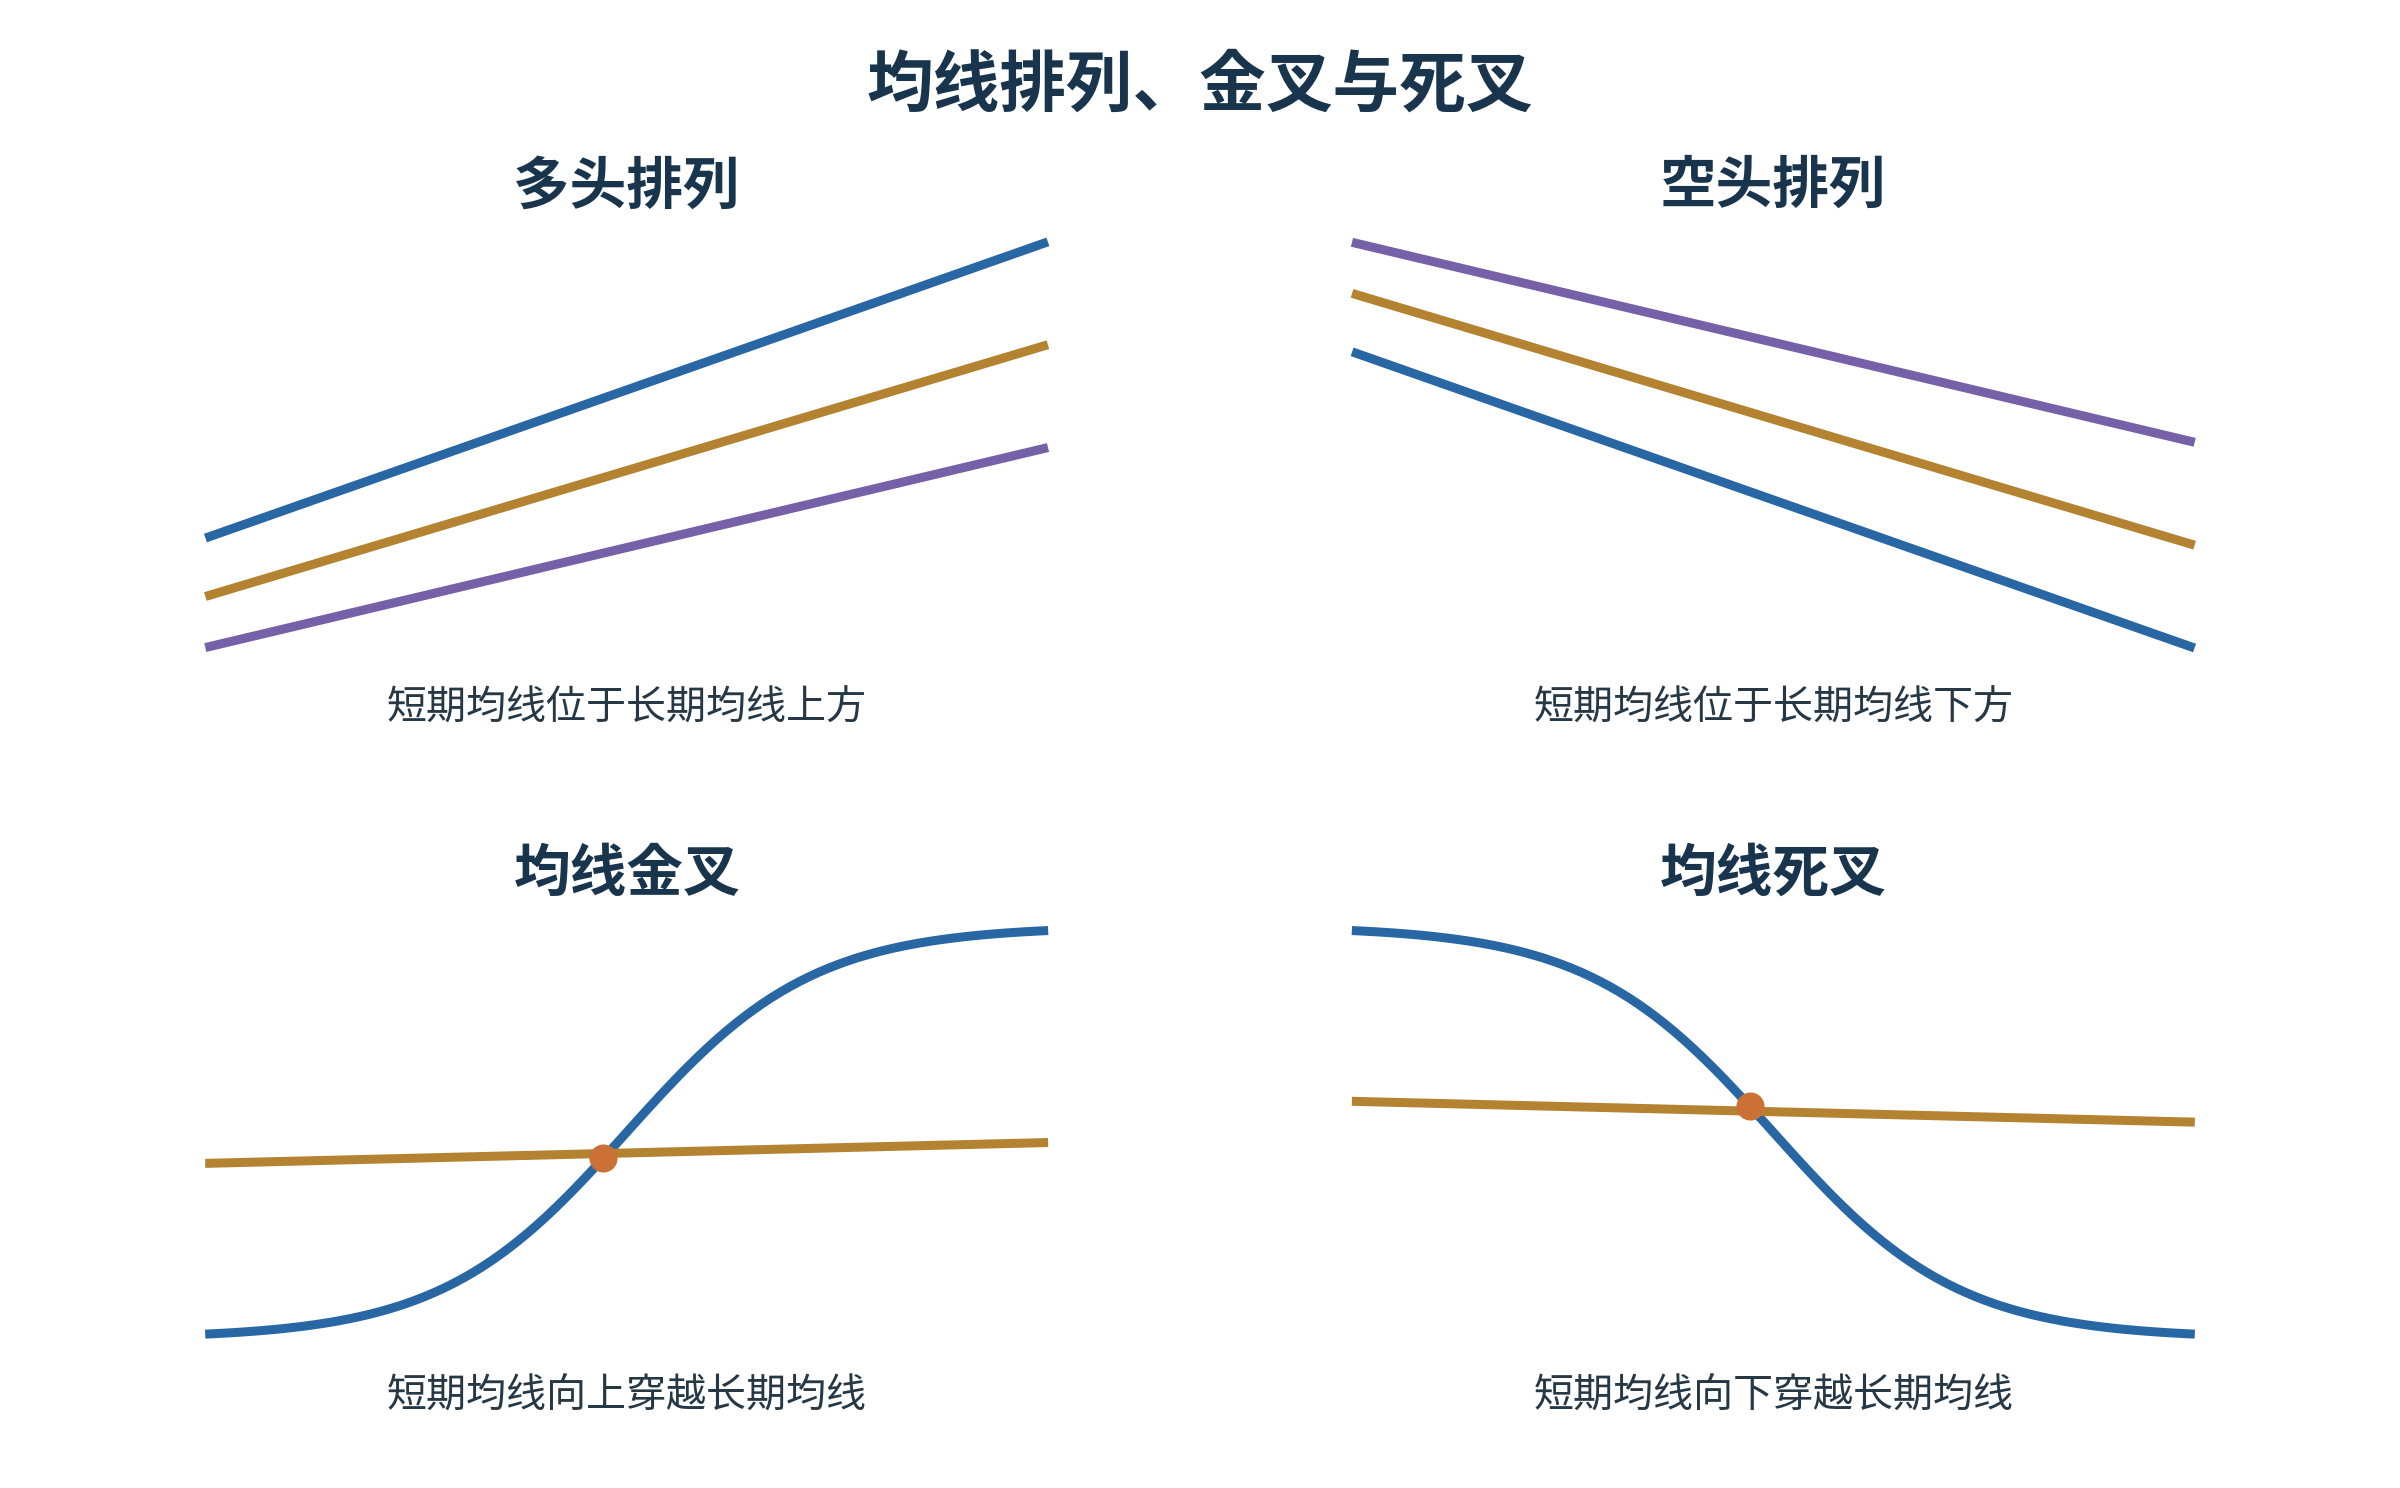 均线排列、金叉与死叉
多头排列
空头排列
短期均线位于长期均线上方
短期均线位于长期均线下方
均线金叉
均线死叉
短期均线向上穿越长期均线
短期均线向下穿越长期均线